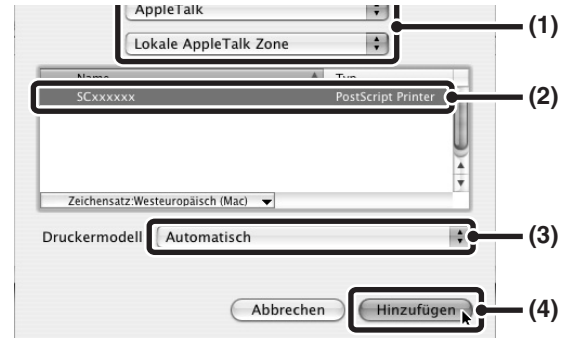 AppleTalk
(1)
Lokale AppleTalk Zone
Name Typ
SCxxxxxx PostScript Printer
(2)
Zeichensatz:Westeuropäisch (Mac)
Druckermodell Automatisch
(3)
Abbrechen Hinzufügen
(4)